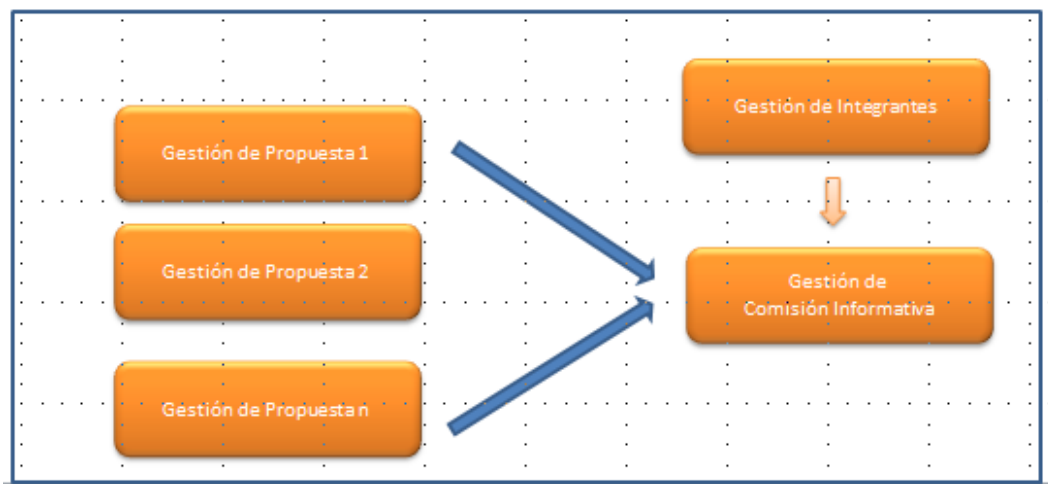 Gestión de Propuesta 1
Gestión de Propuesta 2
Gestión de Propuesta n
Gestión de Integrantes
Gestión de
Comisión Informativa